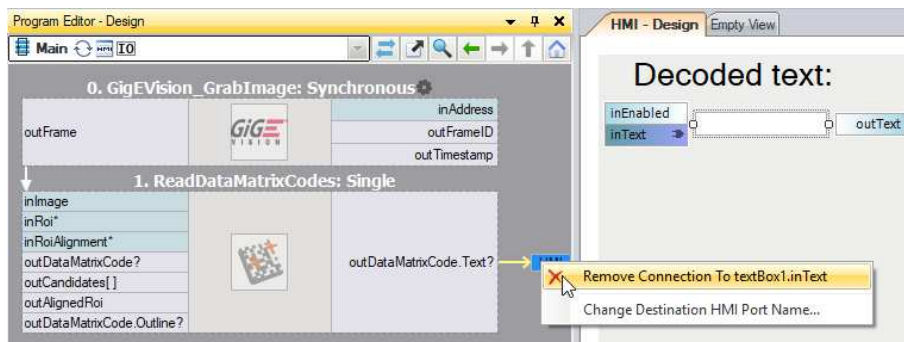 Program Editor - Design
Main IO
0. GigEVision_GrabImage: Synchronous
outFrame
GiGE
VISION
inAddress
outFrameID
outTimestamp
1. ReadDataMatrixCodes: Single
inImage
inRoi*
inRoiAlignment*
outDataMatrixCode?
outCandidates[ ]
outAlignedRoi
outDataMatrixCode.Outline?
outDataMatrixCode.Text?
HMI - Design
Empty View
Decoded text:
inEnabled
inText
outText
Remove Connection To textBox1.inText
Change Destination HMI Port Name...